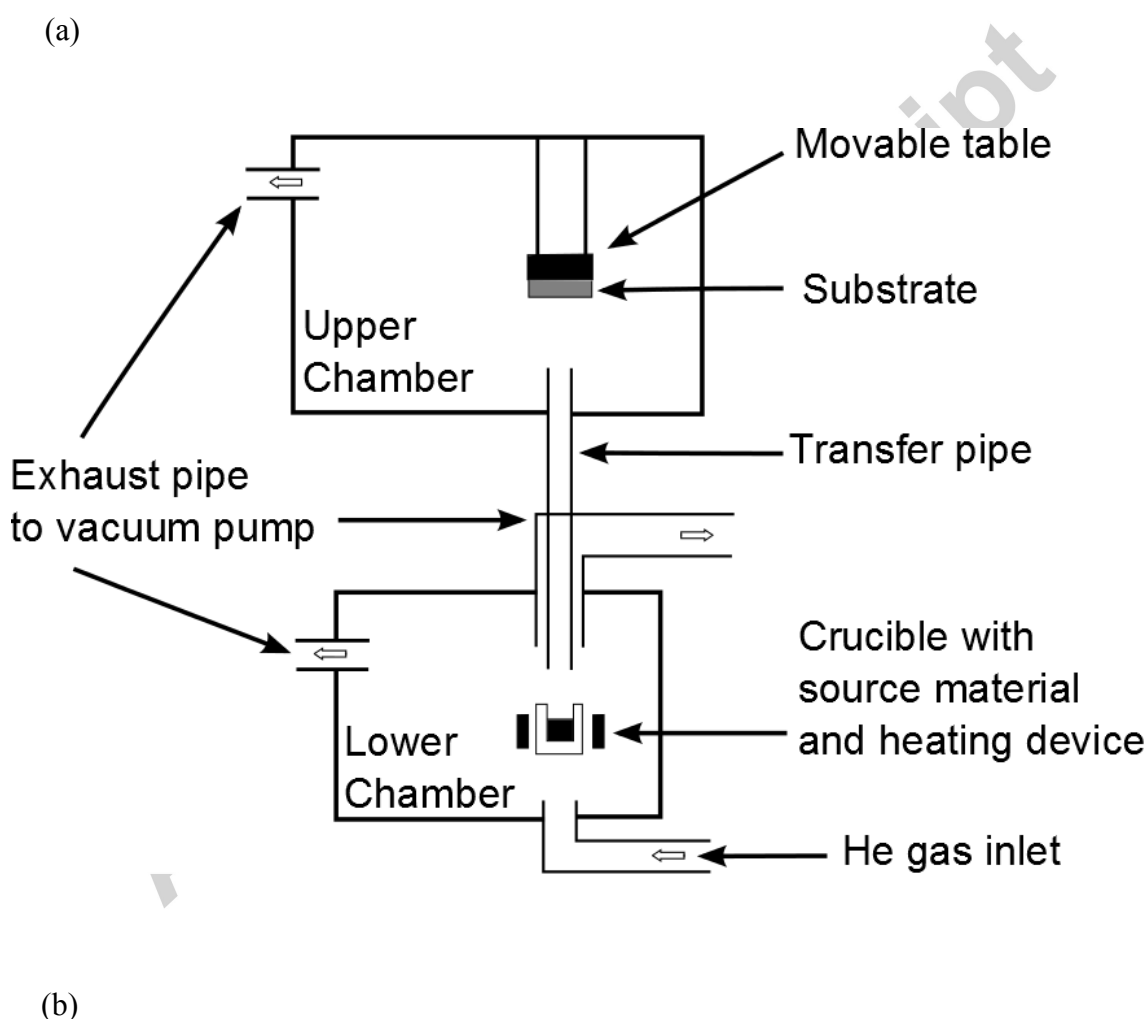 (a)
ipt
Movable table
Substrate
Upper
Chamber
Transfer pipe
Exhaust pipe
to vacuum pump
Crucible with
source material
and heating device
Lower
Chamber
He gas inlet
(b)